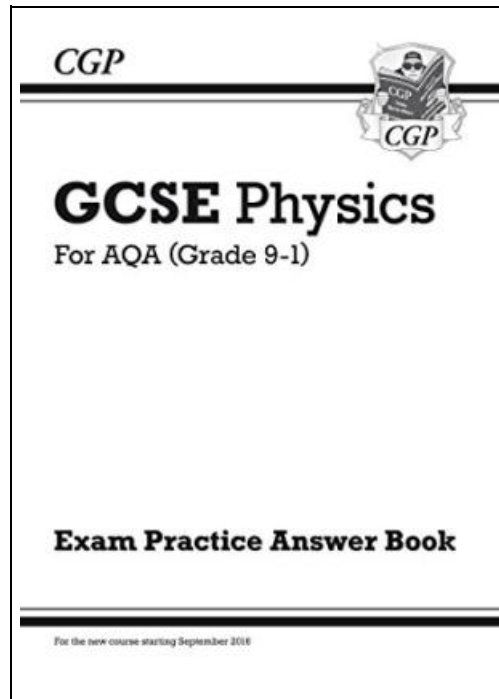 CGP
CGP
CGP
GCSE Physics
For AQA (Grade 9-1)
Exam Practice Answer Book
For the new course starting September 2016